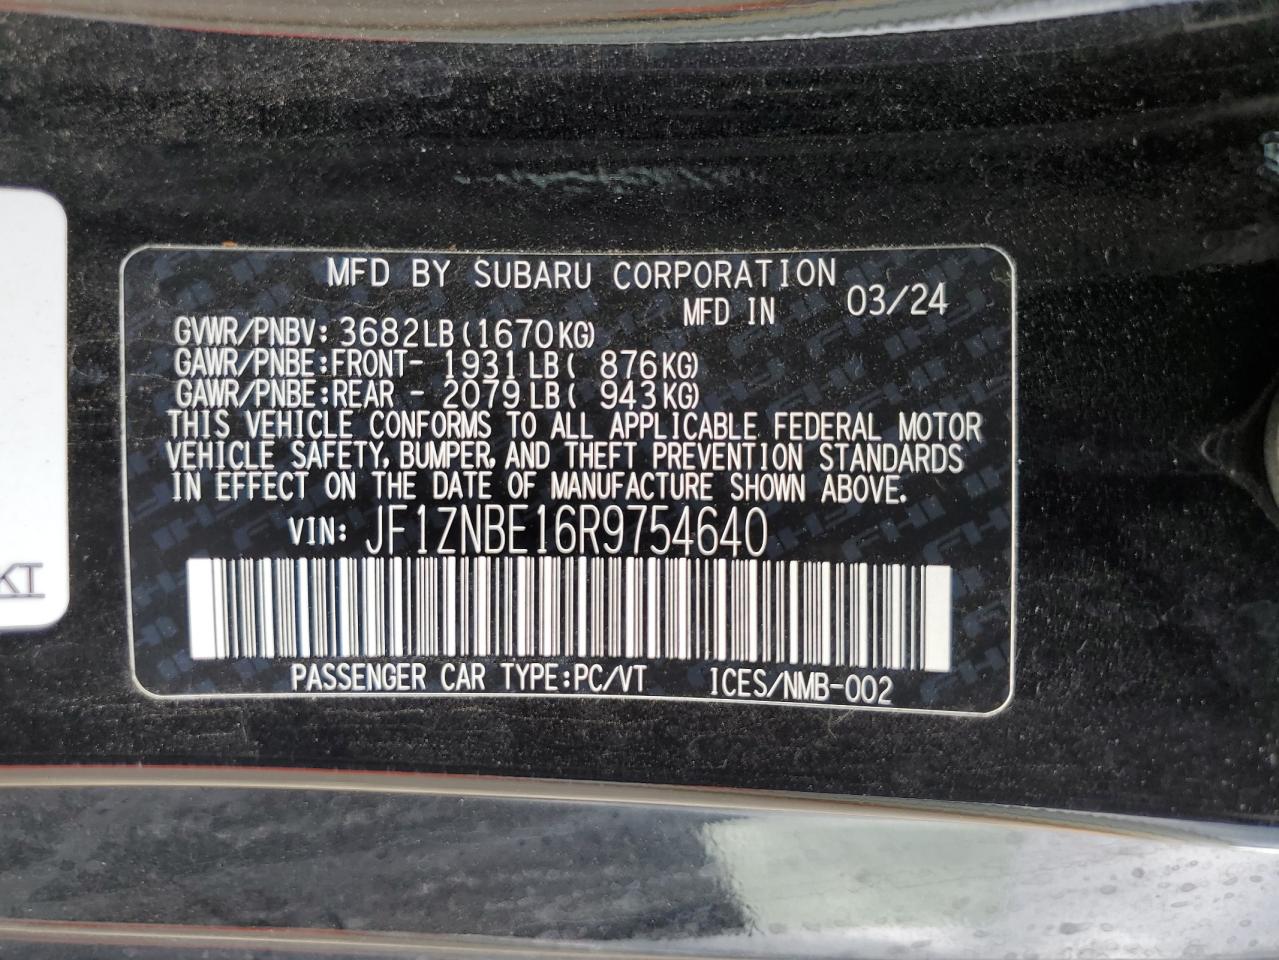 MFD BY SUBARU CORPORATION
MFD IN 03/24
GVWR/PNBV: 3682LB(1670KG)
GAWR/PNBE:FRONT- 1931LB( 876KG)
GAWR/PNBE:REAR - 2079LB( 943KG)
THIS VEHICLE CONFORMS TO ALL APPLICABLE FEDERAL MOTOR
VEHICLE SAFETY, BUMPER, AND THEFT PREVENTION STANDARDS
IN EFFECT ON THE DATE OF MANUFACTURE SHOWN ABOVE.
VIN: JF1ZNBE16R9754640
PASSENGER CAR TYPE:PC/VT ICES/NMB-002
KT